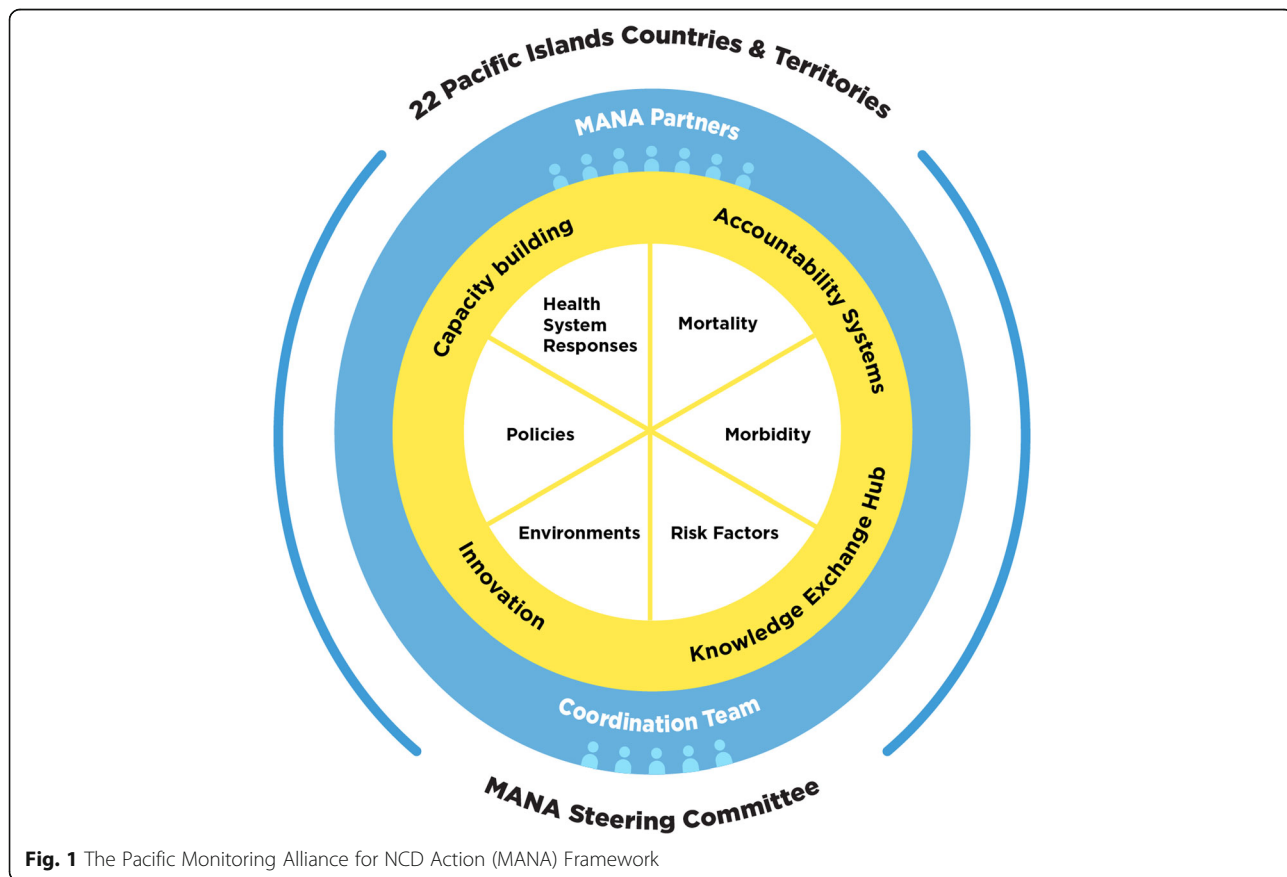 22 Pacific Islands Countries & Territories
MANA Partners
Capacity building
Accountability Systems
Health
System
Responses
Mortality
Policies
Morbidity
Environments
Risk Factors
Innovation
Knowledge Exchange Hub
Coordination Team
MANA Steering Committee
Fig. 1 The Pacific Monitoring Alliance for NCD Action (MANA) Framework